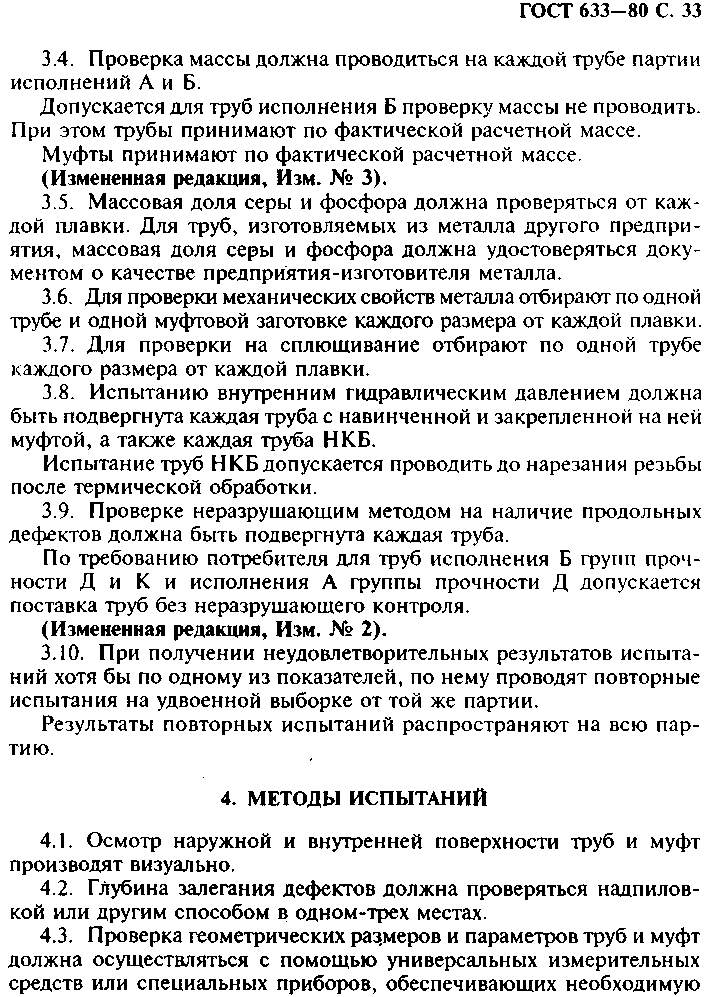 ГОСТ 633—80 С. 33
3.4. Проверка массы должна проводиться на каждой трубе партии
исполнений А и Б.
Допускается для труб исполнения Б проверку массы не проводить.
При этом трубы принимают по фактической расчетной массе.
Муфты принимают по фактической расчетной массе.
(Измененная редакция, Изм. № 3).
3.5. Массовая доля серы и фосфора должна проверяться от каж-
дой плавки. Для труб, изготовляемых из металла другого предпри-
ятия, массовая доля серы и фосфора должна удостоверяться доку-
ментом о качестве предприятия-изготовителя металла.
3.6. Для проверки механических свойств металла отбирают по одной
трубе и одной муфтовой заготовке каждого размера от каждой плавки.
3.7. Для проверки на сплющивание отбирают по одной трубе
каждого размера от каждой плавки.
3.8. Испытанию внутренним гидравлическим давлением должна
быть подвергнута каждая труба с навинченной и закрепленной на ней
муфтой, а также каждая труба НКБ.
Испытание труб НКБ допускается проводить до нарезания резьбы
после термической обработки.
3.9. Проверке неразрушающим методом на наличие продольных
дефектов должна быть подвергнута каждая труба.
По требованию потребителя для труб исполнения Б групп проч-
ности Д и К и исполнения А группы прочности Д допускается
поставка труб без неразрушающего контроля.
(Измененная редакция, Изм. № 2).
3.10. При получении неудовлетворительных результатов испыта-
ний хотя бы по одному из показателей, по нему проводят повторные
испытания на удвоенной выборке от той же партии.
Результаты повторных испытаний распространяют на всю пар-
тию.
4. МЕТОДЫ ИСПЫТАНИЙ
4.1. Осмотр наружной и внутренней поверхности труб и муфт
производят визуально.
4.2. Глубина залегания дефектов должна проверяться надпилов-
кой или другим способом в одном-трех местах.
4.3. Проверка геометрических размеров и параметров труб и муфт
должна осуществляться с помощью универсальных измерительных
средств или специальных приборов, обеспечивающих необходимую